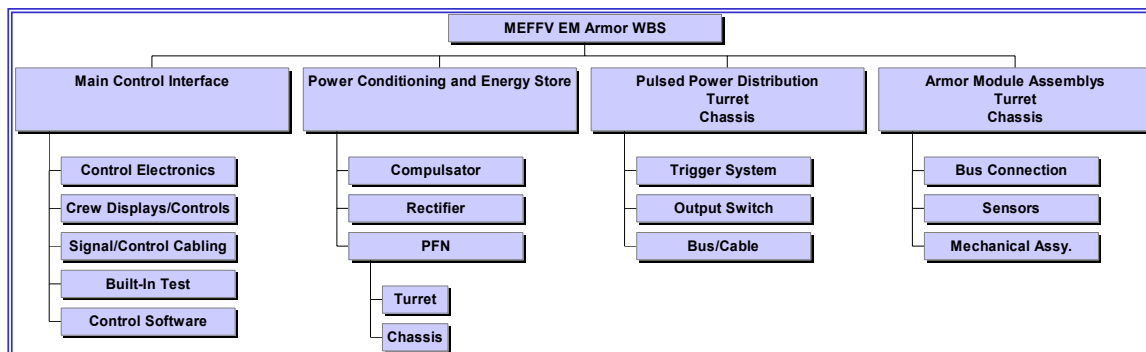 MEFFV EM Armor WBS
Main Control Interface
Control Electronics
Crew Displays/Controls
Signal/Control Cabling
Built-In Test
Control Software
Power Conditioning and Energy Store
Compulsator
Rectifier
PFN
Turret
Chassis
Pulsed Power Distribution
Turret
Chassis
Trigger System
Output Switch
Bus/Cable
Armor Module Assemblys
Turret
Chassis
Bus Connection
Sensors
Mechanical Assy.